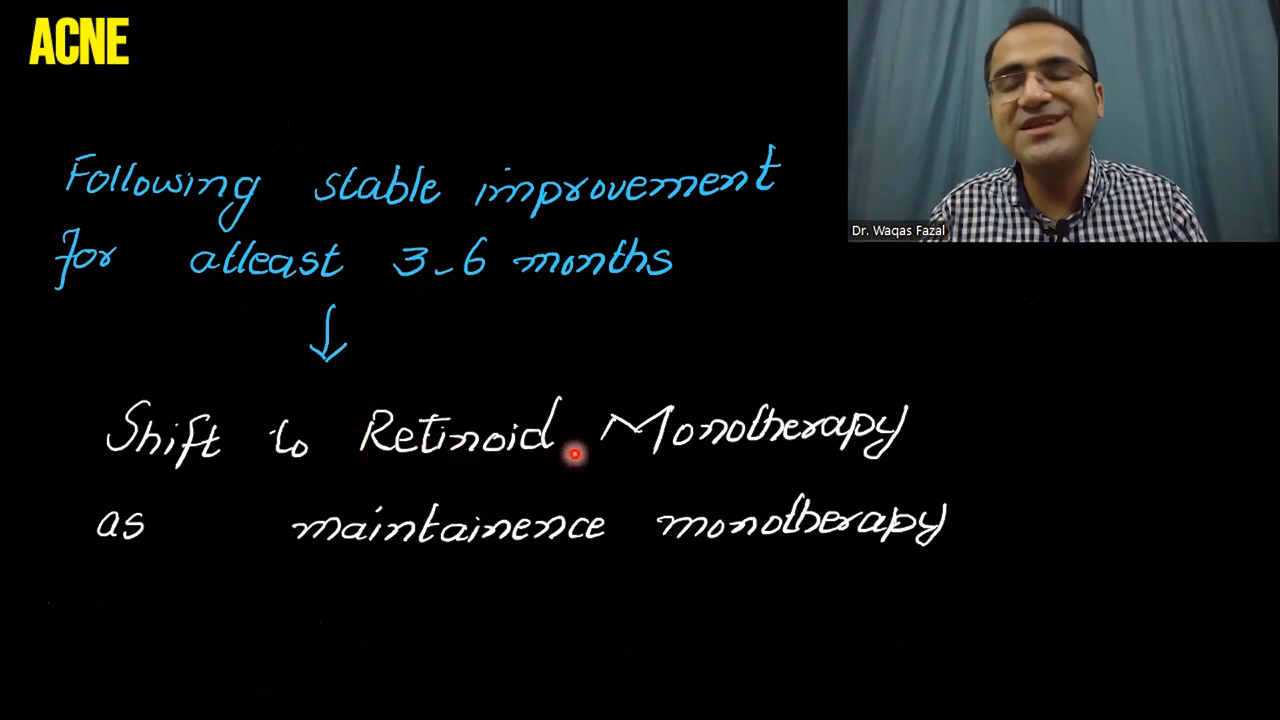 ACNE
Following stable improvement
for atleast 3-6 months
Shift to Retinoid Monotherapy
as maintainence monotherapy
Dr. Waqas Fazal